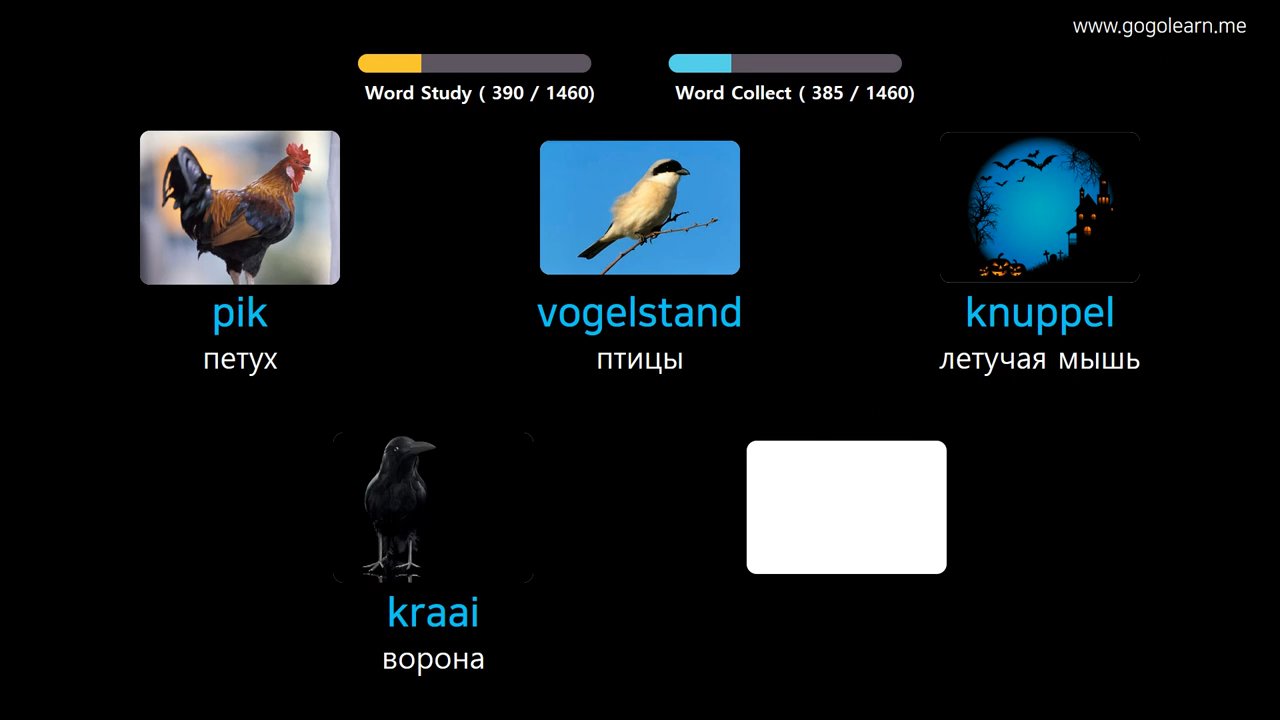 www.gogolearn.me
Word Study ( 390 / 1460)
Word Collect ( 385 / 1460)
pik
петух
vogelstand
птицы
knuppel
летучая мышь
kraai
ворона